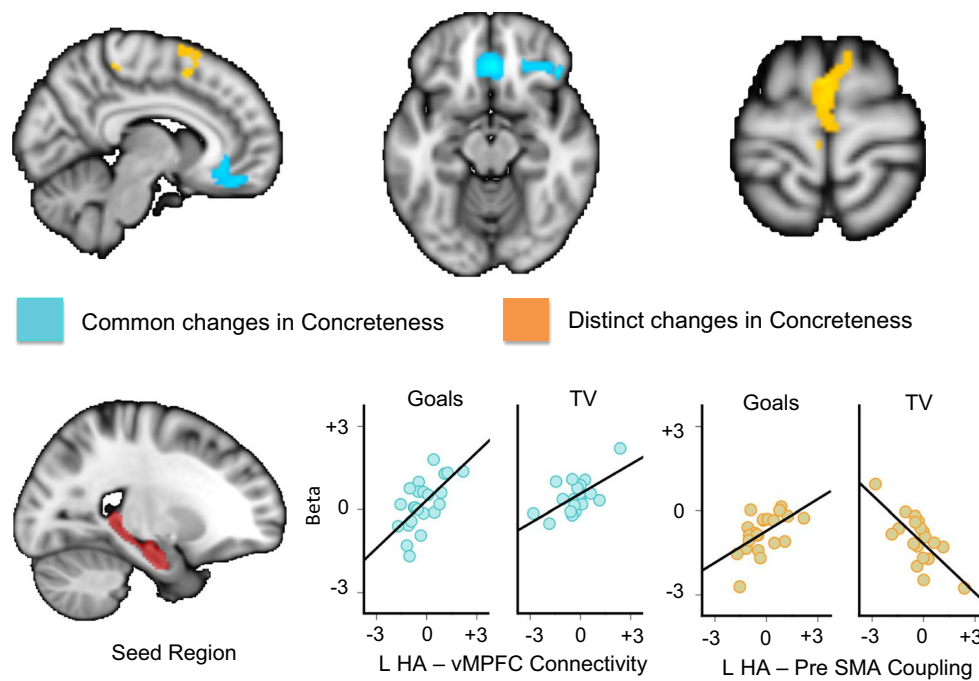 Common changes in Concreteness
Distinct changes in Concreteness
Seed Region
Goals
TV
Beta
+3
0
-3
-3 0 +3
-3 0 +3
L HA – vMPFC Connectivity
Goals
TV
+3
0
-3
-3 0 +3
-3 0 +3
L HA – Pre SMA Coupling